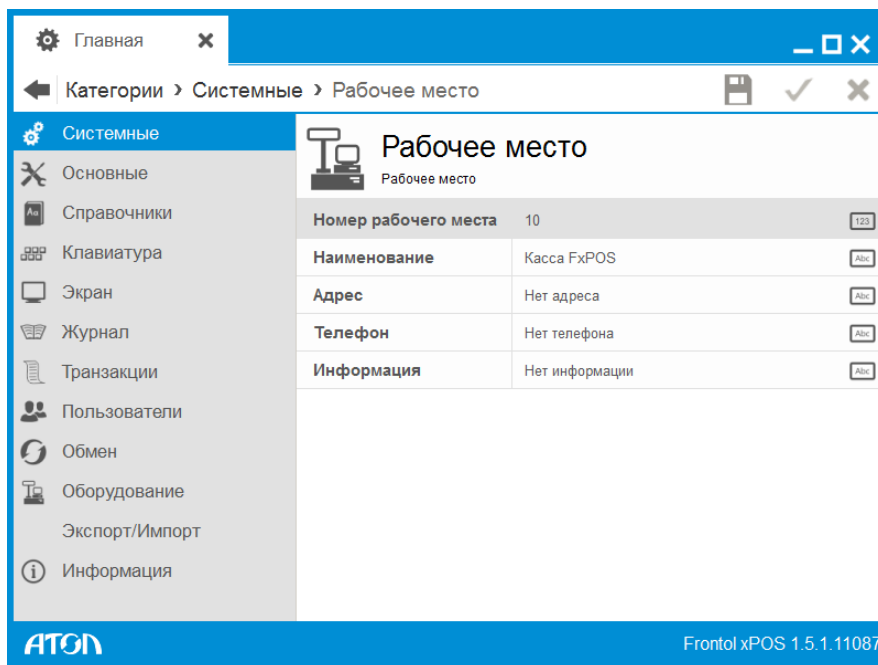 Главная
Категории › Системные › Рабочее место
Системные
Основные
Справочники
Клавиатура
Экран
Журнал
Транзакции
Пользователи
Обмен
Оборудование
Экспорт/Импорт
Информация
Рабочее место
Рабочее место
Номер рабочего места 10 123
Наименование Касса FxPOS Abc
Адрес Нет адреса Abc
Телефон Нет телефона Abc
Информация Нет информации Abc
АТОЛ Frontol xPOS 1.5.1.11087